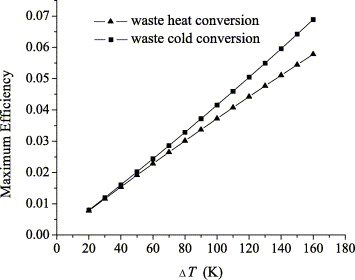 0.07
0.06
0.05
0.04
0.03
0.02
0.01
0.00
Maximum Efficiency
waste heat conversion
waste cold conversion
0 20 40 60 80 100 120 140 160 180
ΔT (K)